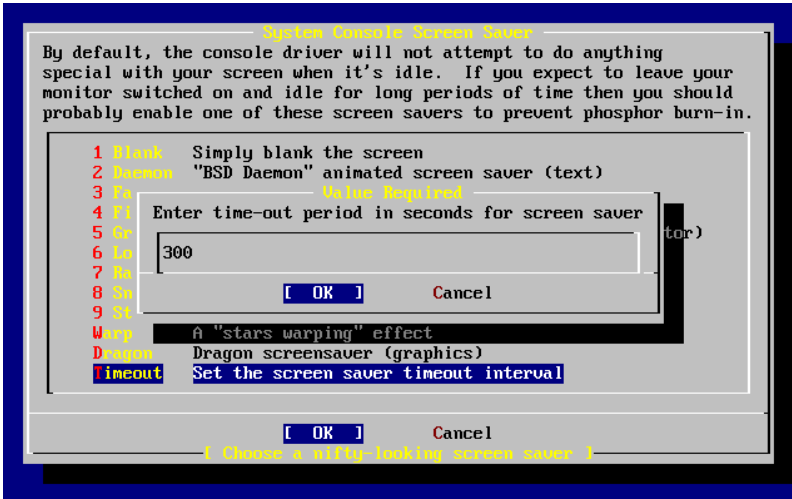 System Console Screen Saver
By default, the console driver will not attempt to do anything
special with your screen when it's idle.  If you expect to leave your
monitor switched on and idle for long periods of time then you should
probably enable one of these screen savers to prevent phosphor burn-in.
1 Blank Simply blank the screen
2 Daemon "BSD Daemon" animated screen saver (text)
3 Fa
4 Fi
5 Gr tor)
6 Lo
7 Ra
8 Sn
9 St
Value Required
Enter time-out period in seconds for screen saver
300
[ OK ] Cancel
Warp A "stars warping" effect
Dragon Dragon screensaver (graphics)
Timeout Set the screen saver timeout interval
[ OK ] Cancel
[ Choose a nifty-looking screen saver ]